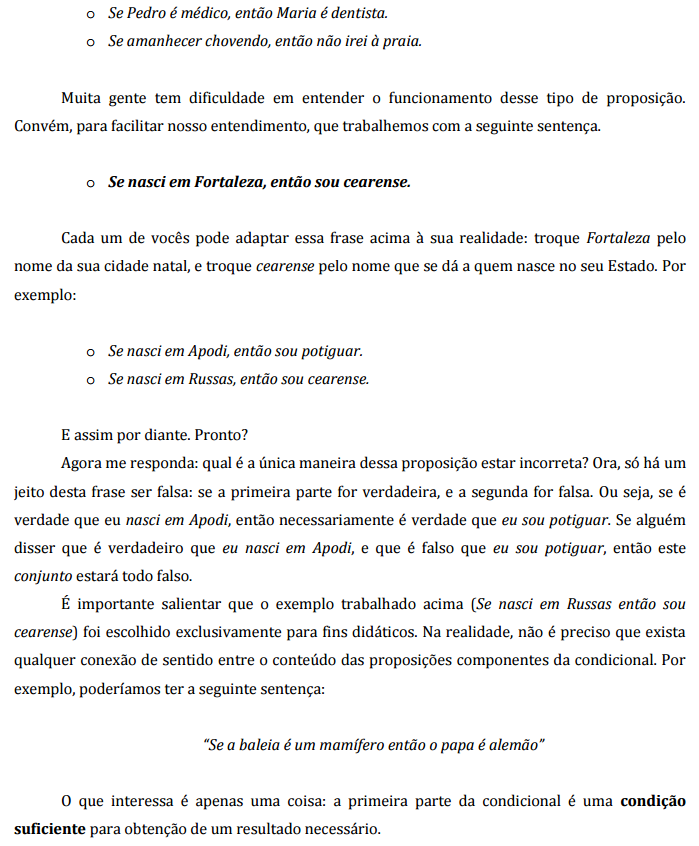 o Se Pedro é médico, então Maria é dentista.
o Se amanhecer chovendo, então não irei à praia.
Muita gente tem dificuldade em entender o funcionamento desse tipo de proposição.
Convém, para facilitar nosso entendimento, que trabalhemos com a seguinte sentença.
o Se nasci em Fortaleza, então sou cearense.
Cada um de vocês pode adaptar essa frase acima à sua realidade: troque Fortaleza pelo
nome da sua cidade natal, e troque cearense pelo nome que se dá a quem nasce no seu Estado. Por
exemplo:
o Se nasci em Apodi, então sou potiguar.
o Se nasci em Russas, então sou cearense.
E assim por diante. Pronto?
Agora me responda: qual é a única maneira dessa proposição estar incorreta? Ora, só há um
jeito desta frase ser falsa: se a primeira parte for verdadeira, e a segunda for falsa. Ou seja, se é
verdade que eu nasci em Apodi, então necessariamente é verdade que eu sou potiguar. Se alguém
disser que é verdadeiro que eu nasci em Apodi, e que é falso que eu sou potiguar, então este
conjunto estará todo falso.
É importante salientar que o exemplo trabalhado acima (Se nasci em Russas então sou
cearense) foi escolhido exclusivamente para fins didáticos. Na realidade, não é preciso que exista
qualquer conexão de sentido entre o conteúdo das proposições componentes da condicional. Por
exemplo, poderíamos ter a seguinte sentença:
“Se a baleia é um mamífero então o papa é alemão”
O que interessa é apenas uma coisa: a primeira parte da condicional é uma condição
suficiente para obtenção de um resultado necessário.